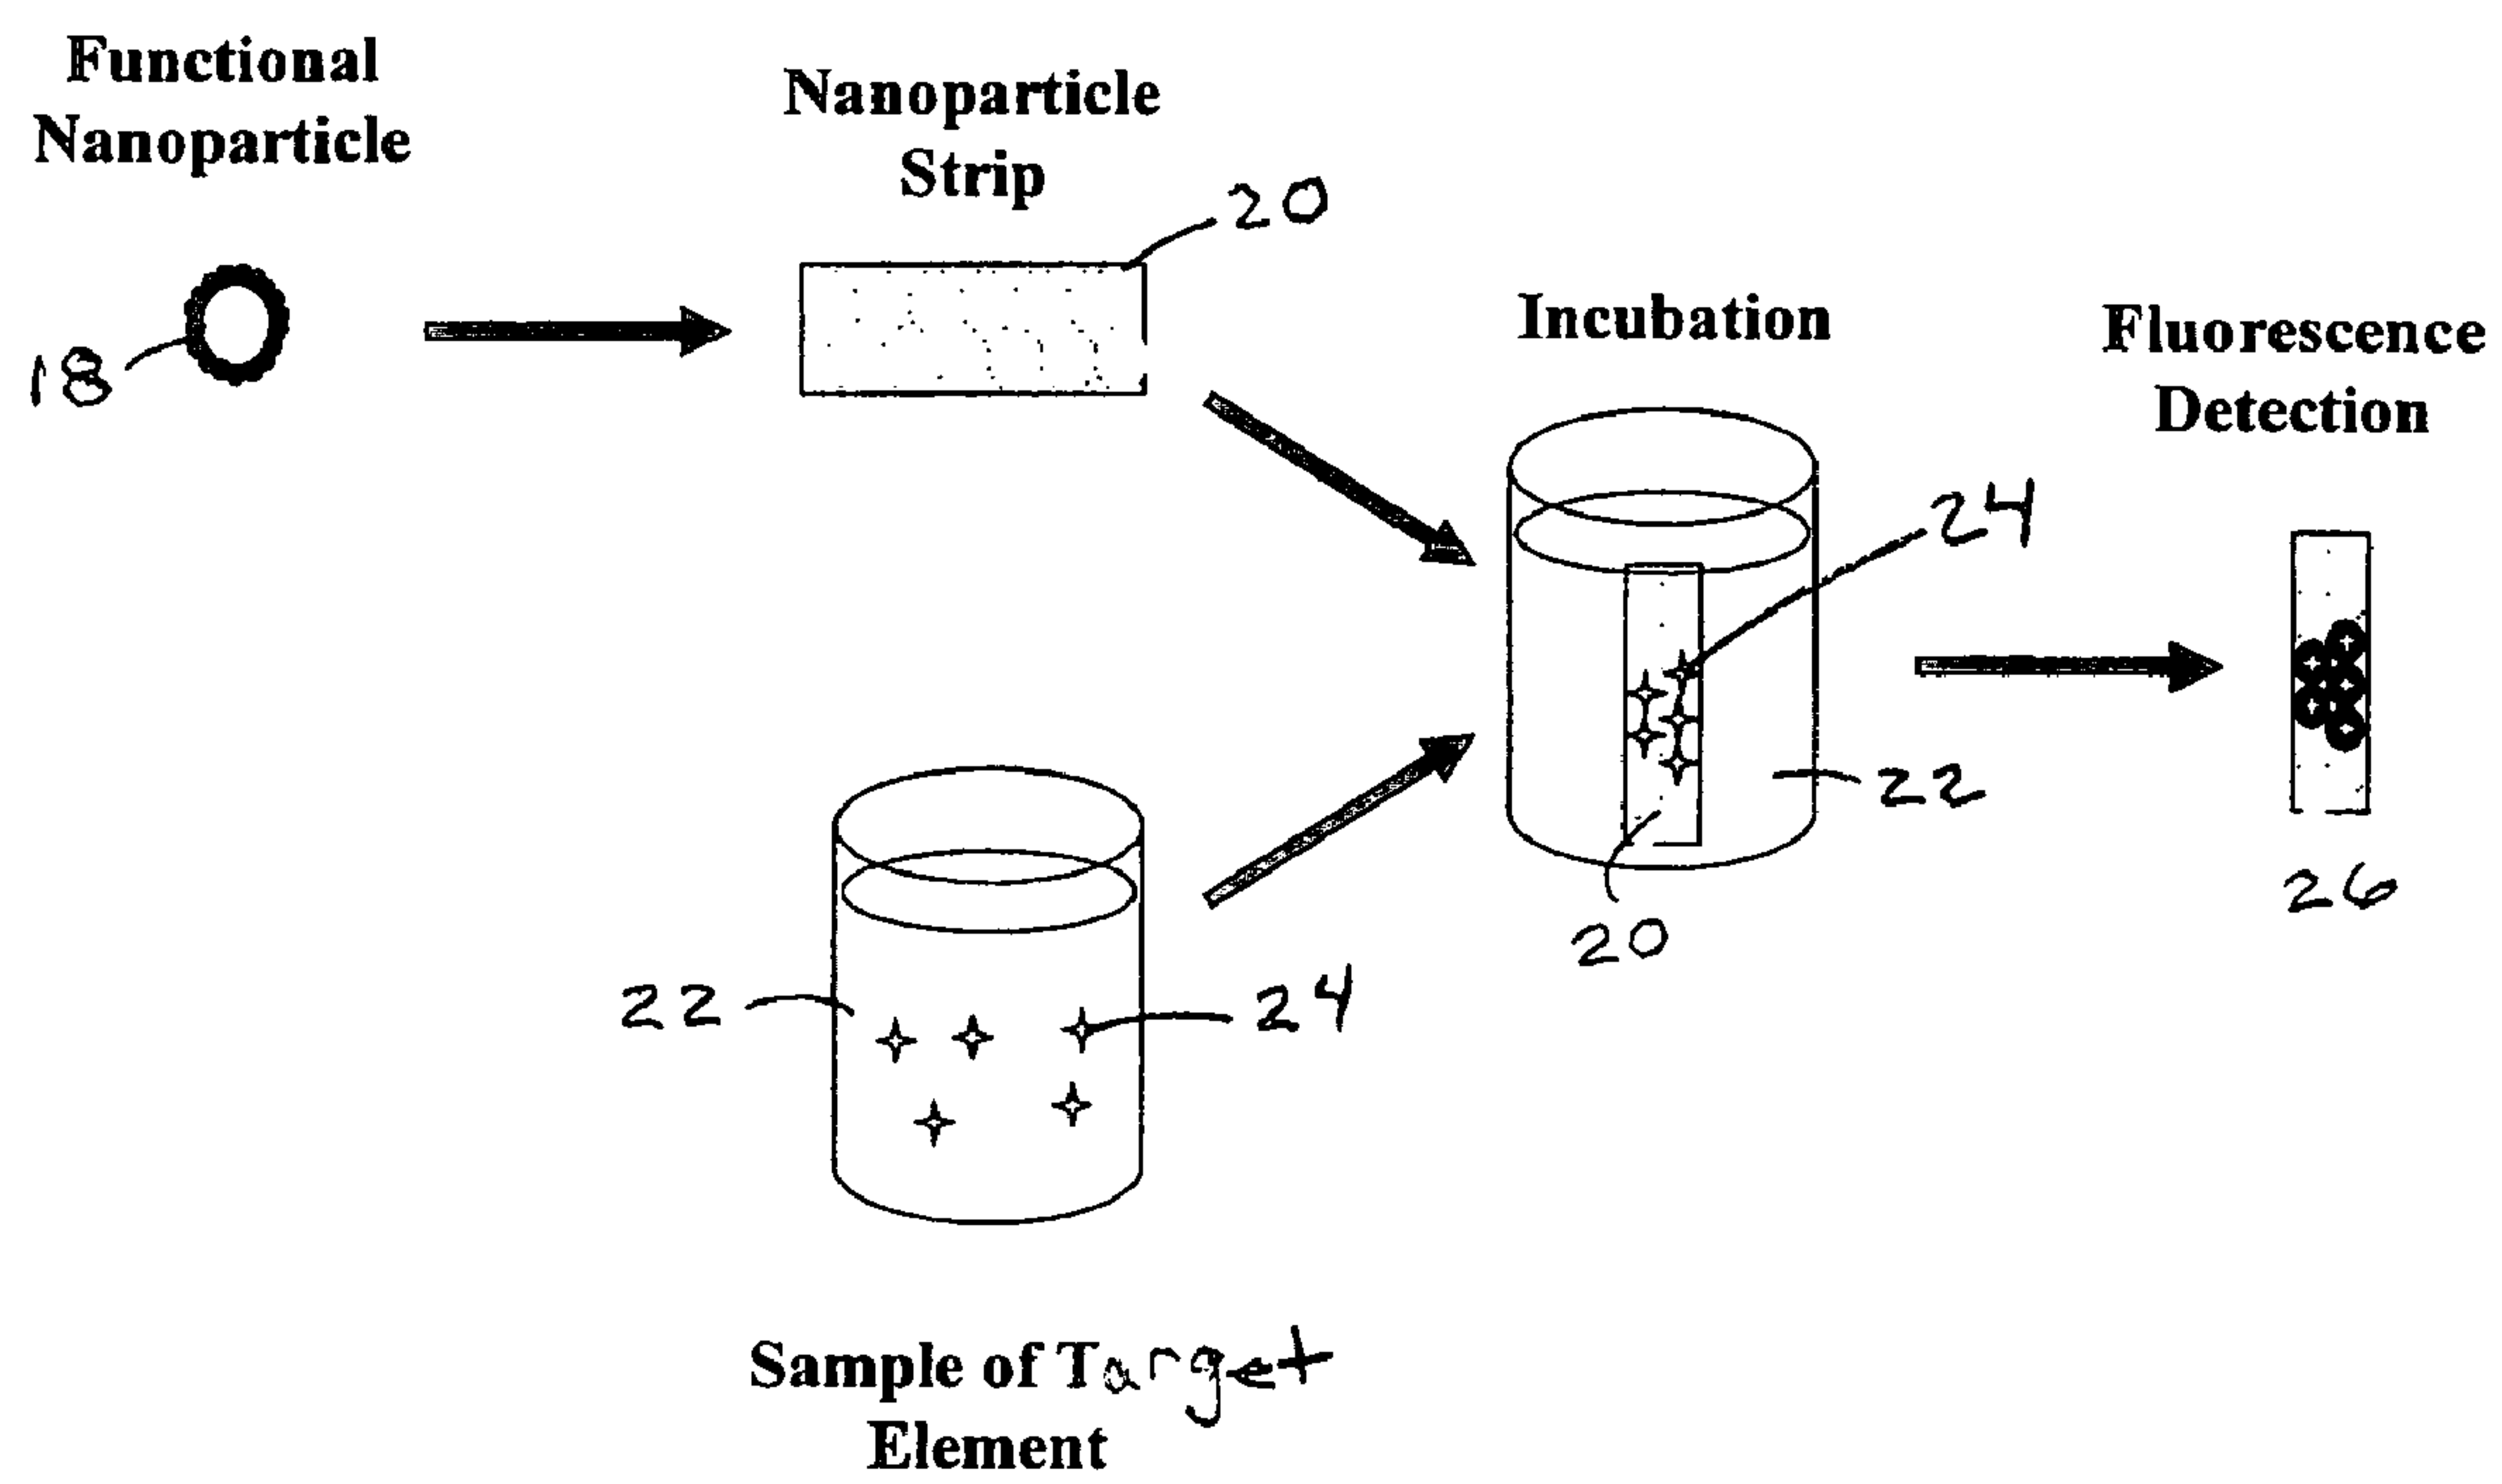 Functional
Nanoparticle
18
Nanoparticle
Strip
20
Incubation
24
22
20
Fluorescence
Detection
26
22
24
Sample of Target
Element